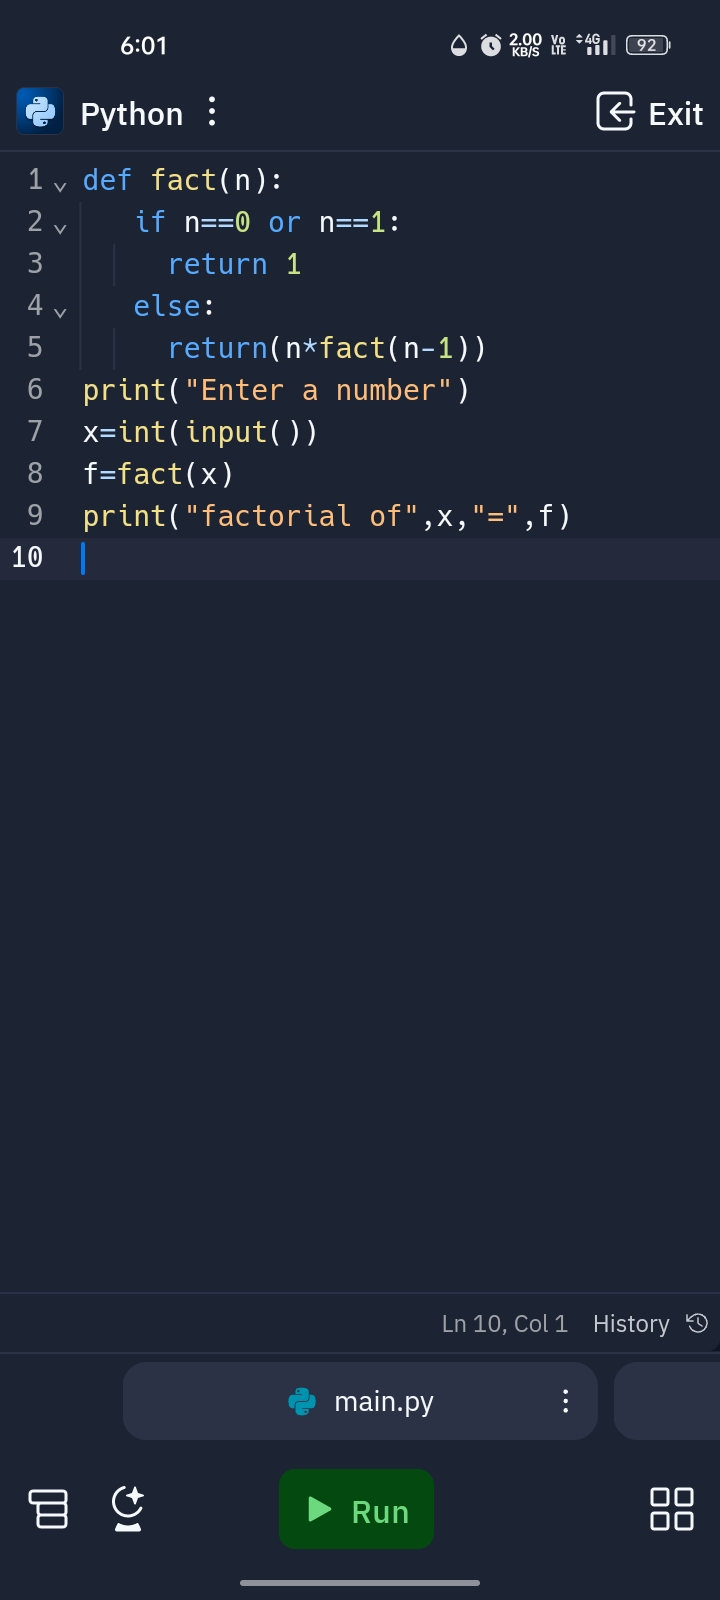 6:01 2.00 KB/S Vo LTE 4G 92
Python Exit
1 def fact(n):
2    if n==0 or n==1:
3      return 1
4    else:
5      return(n*fact(n-1))
6 print("Enter a number")
7 x=int(input())
8 f=fact(x)
9 print("factorial of",x,"=",f)
10
Ln 10, Col 1 History
main.py
Run